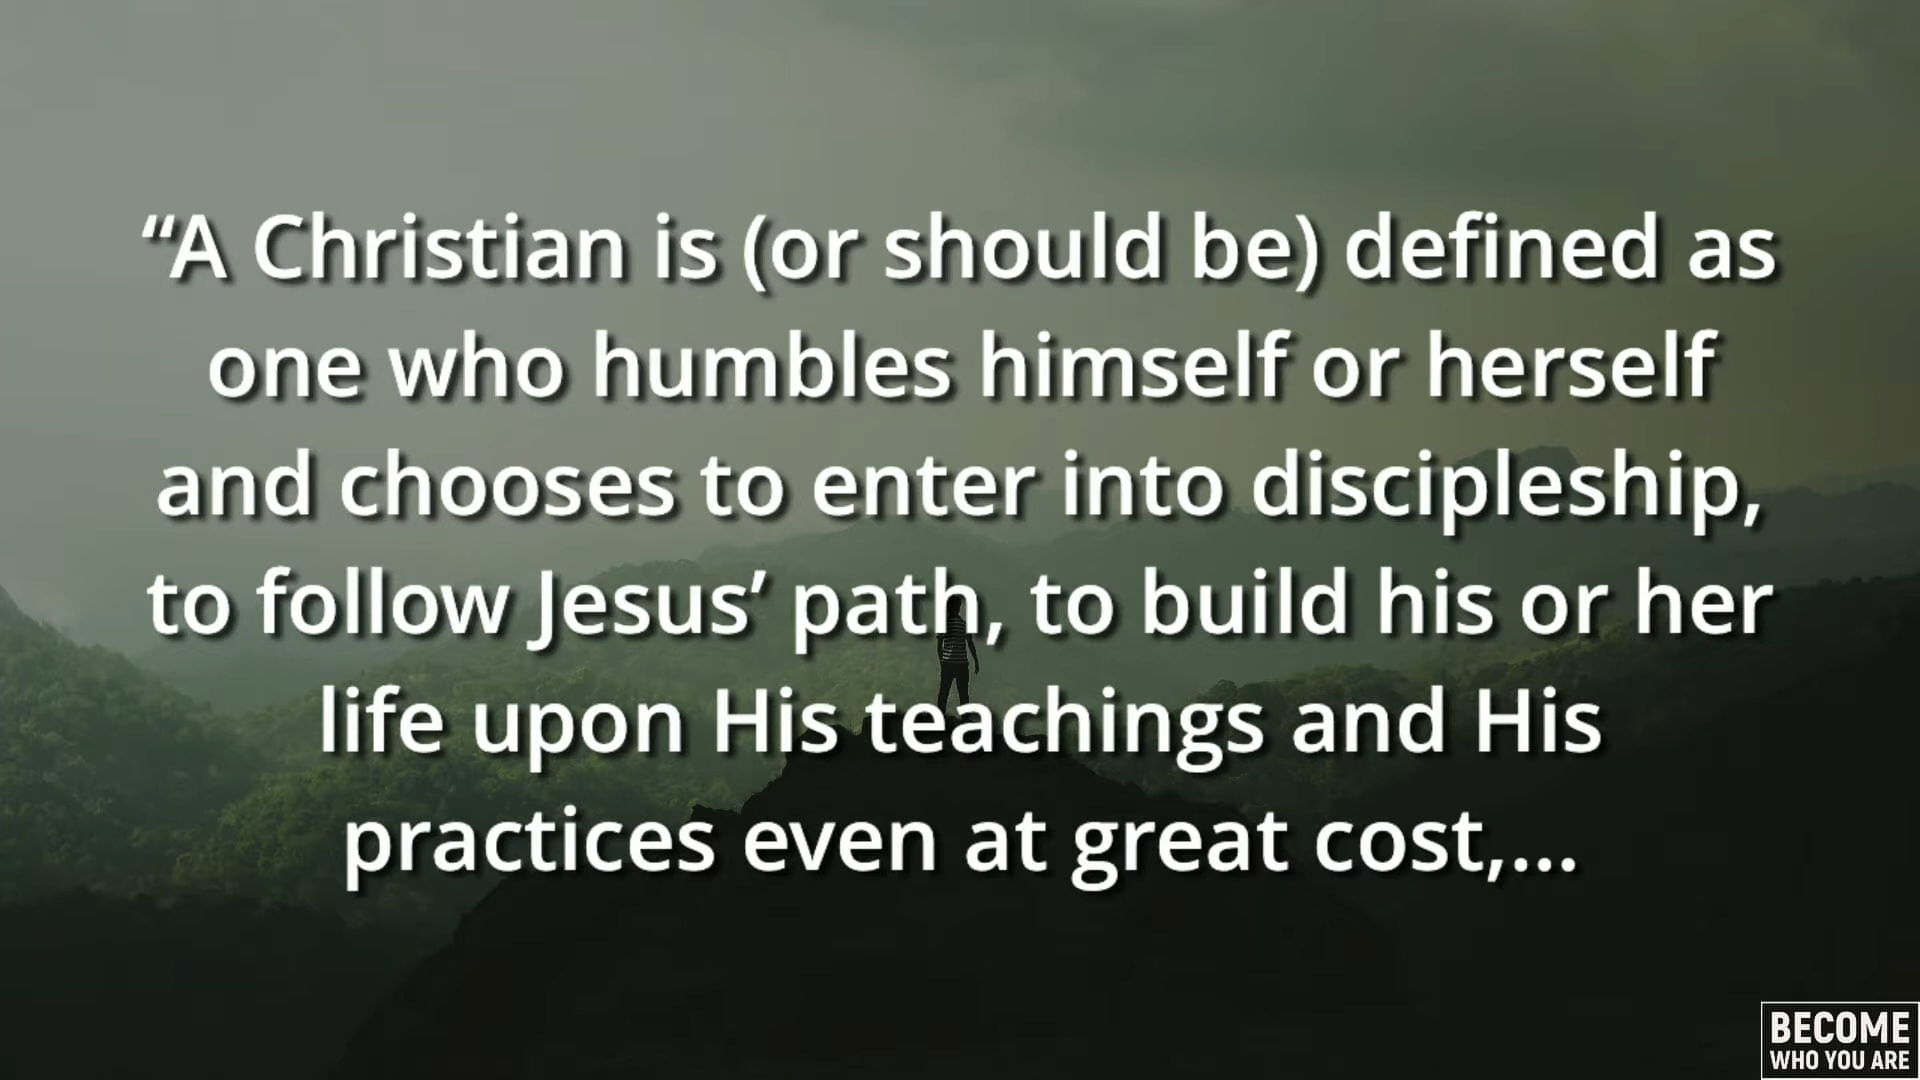 “A Christian is (or should be) defined as
one who humbles himself or herself
and chooses to enter into discipleship,
to follow Jesus’ path, to build his or her
life upon His teachings and His
practices even at great cost,...
BECOME
WHO YOU ARE